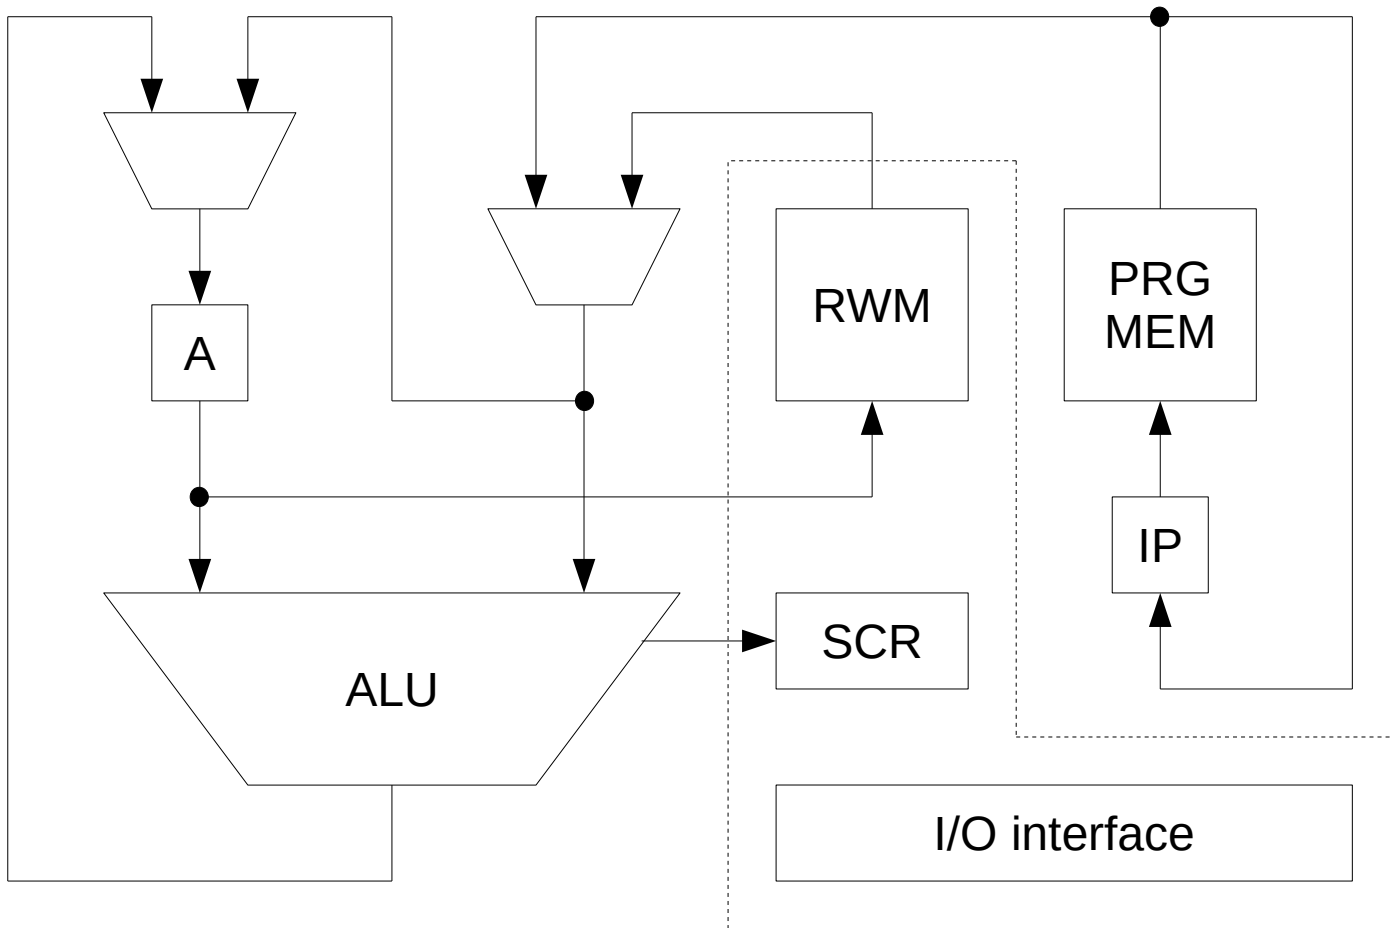 PRG
MEM
RWM
A
IP
SCR
ALU
I/O interface